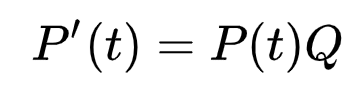 P′(t) = P(t)Q